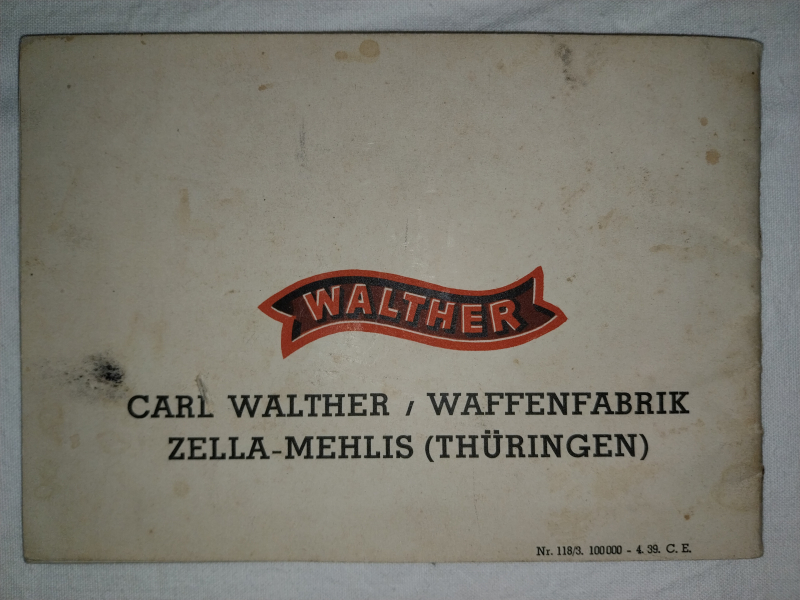 WALTHER
CARL WALTHER / WAFFENFABRIK
ZELLA-MEHLIS (THÜRINGEN)
Nr. 118/3. 100000 - 4. 39. C. E.